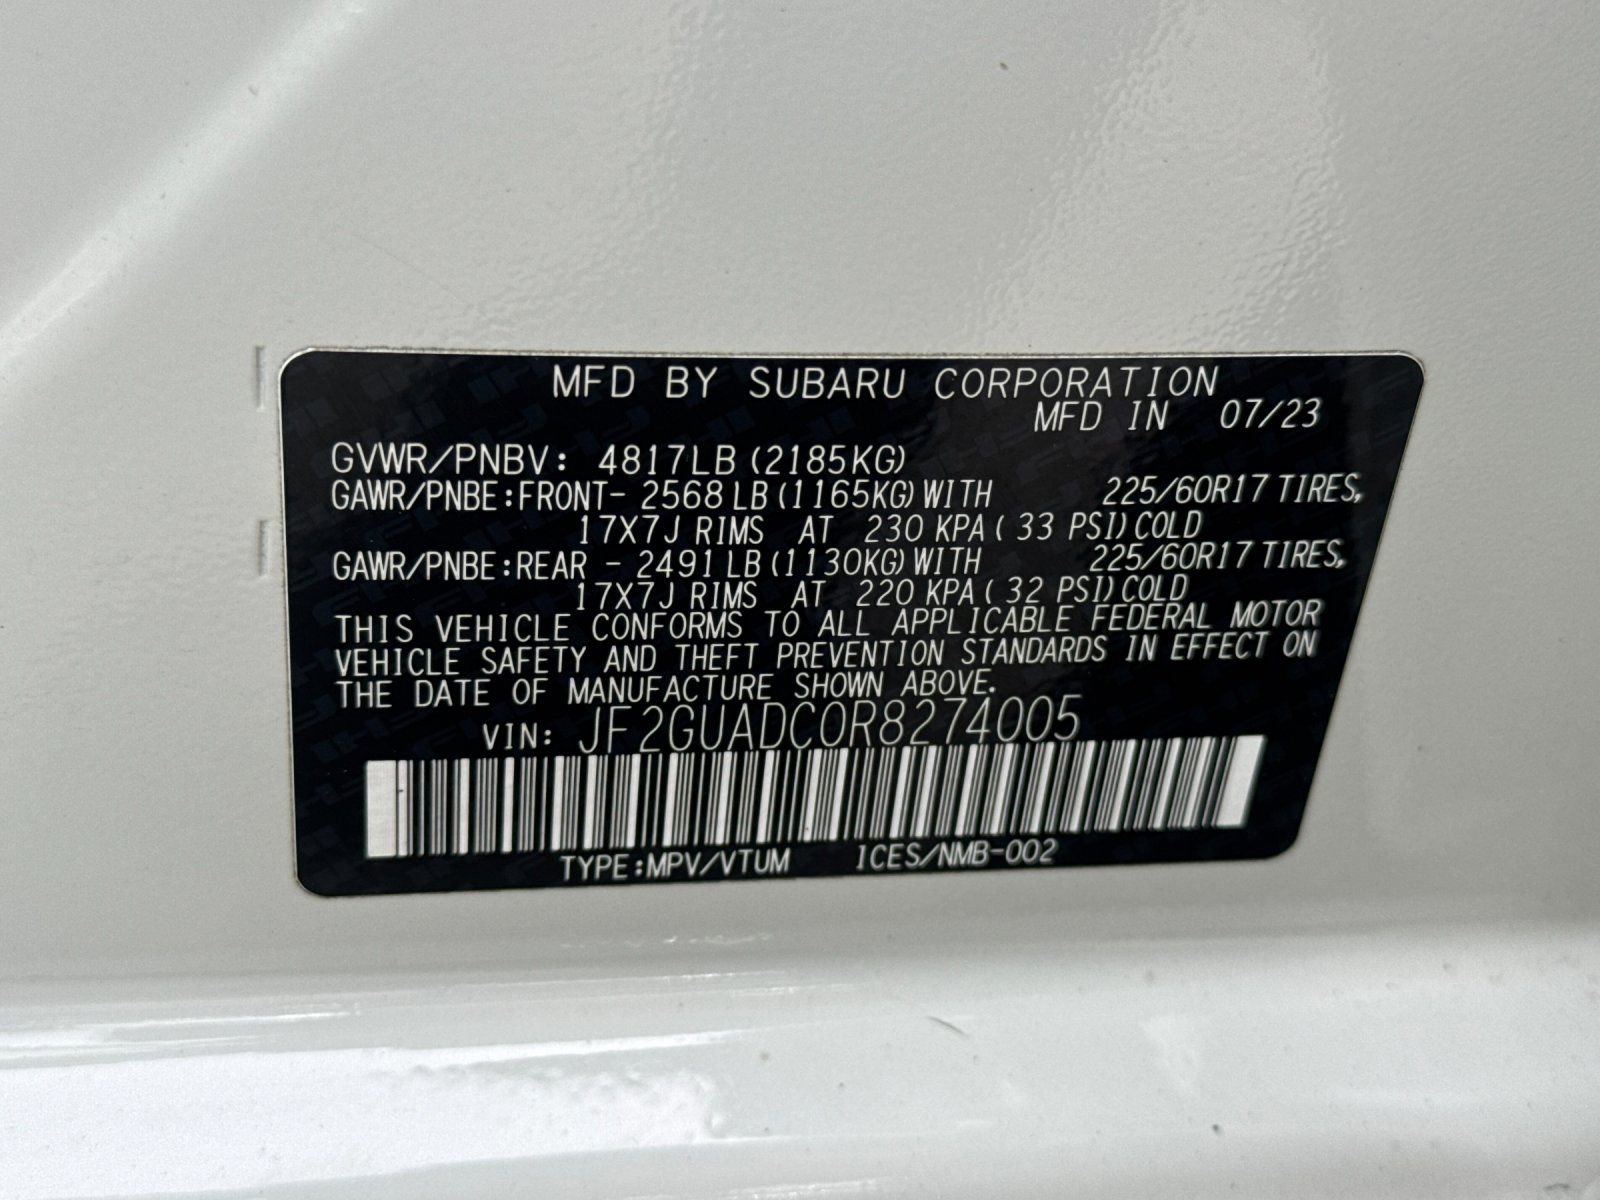 MFD BY SUBARU CORPORATION
MFD IN 07/23
GVWR/PNBV: 4817LB (2185KG)
GAWR/PNBE:FRONT- 2568 LB (1165KG) WITH 225/60R17 TIRES,
17X7J RIMS AT 230 KPA ( 33 PSI) COLD
GAWR/PNBE:REAR - 2491 LB (1130KG) WITH 225/60R17 TIRES,
17X7J RIMS AT 220 KPA ( 32 PSI) COLD
THIS VEHICLE CONFORMS TO ALL APPLICABLE FEDERAL MOTOR
VEHICLE SAFETY AND THEFT PREVENTION STANDARDS IN EFFECT ON
THE DATE OF MANUFACTURE SHOWN ABOVE.
VIN: JF2GUADC0R8274005
TYPE:MPV/VTUM ICES/NMB-002